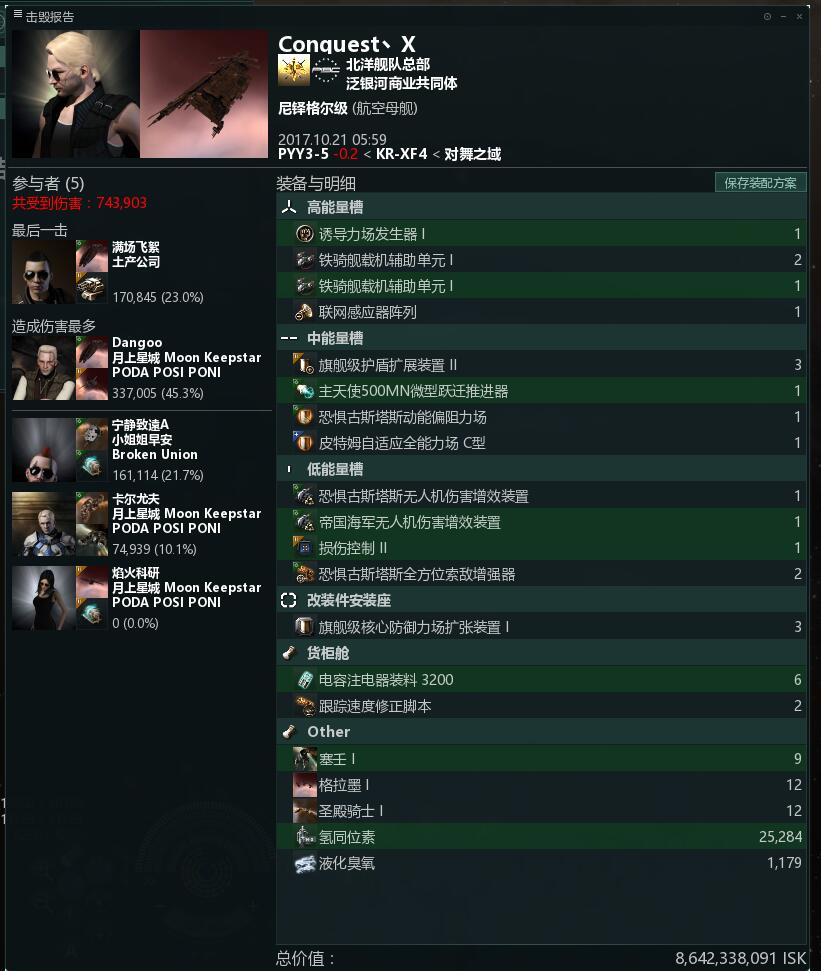 击毁报告
Conquest丶X
北洋舰队总部
泛银河商业共同体
尼铎格尔级 (航空母舰)
2017.10.21 05:59
PYY3-5 -0.2 < KR-XF4 < 对舞之域
参与者 (5)
共受到伤害：743,903
最后一击
满场飞絮
土产公司
170,845 (23.0%)
造成伤害最多
Dangoo
月上星城 Moon Keepstar
PODA POSI PONI
337,005 (45.3%)
宁静致遠A
小姐姐早安
Broken Union
161,114 (21.7%)
卡尔尤夫
月上星城 Moon Keepstar
PODA POSI PONI
74,939 (10.1%)
焰火科研
月上星城 Moon Keepstar
PODA POSI PONI
0 (0.0%)
装备与明细
保存装配方案
高能量槽
诱导力场发生器 I 1
铁骑舰载机辅助单元 I 2
铁骑舰载机辅助单元 I 1
联网感应器阵列 1
中能量槽
旗舰级护盾扩展装置 II 3
主天使500MN微型跃迁推进器 1
恐惧古斯塔斯动能偏阻力场 1
皮特姆自适应全能力场 C型 1
低能量槽
恐惧古斯塔斯无人机伤害增效装置 1
帝国海军无人机伤害增效装置 1
损伤控制 II 1
恐惧古斯塔斯全方位索敌增强器 2
改装件安装座
旗舰级核心防御力场扩张装置 I 3
货柜舱
电容注电器装料 3200 6
跟踪速度修正脚本 2
Other
塞壬 I 9
格拉墨 I 12
圣殿骑士 I 12
氢同位素 25,284
液化臭氧 1,179
总价值： 8,642,338,091 ISK